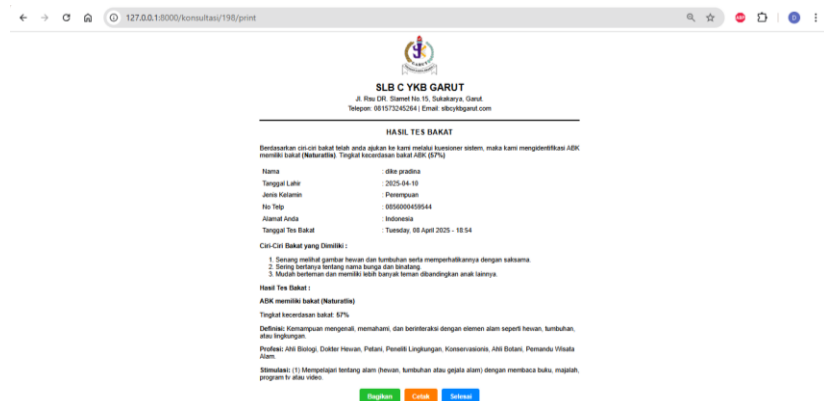 127.0.0.1:8000/konsultasi/198/print
SLB C YKB GARUT
Jl. Rsu DR. Slamet No.15, Sukakarya, Garut
Telepon: 081573245264 | Email: slbcykbgarut.com
HASIL TES BAKAT
Berdasarkan ciri-ciri bakat telah anda ajukan ke kami melalui kuesioner sistem, maka kami mengidentifikasi ABK
memiliki bakat (Naturatlis). Tingkat kecerdasan bakat ABK (57%)
Nama : dike pradina
Tanggal Lahir : 2025-04-10
Jenis Kelamin : Perempuan
No Telp : 0856000459544
Alamat Anda : Indonesia
Tanggal Tes Bakat : Tuesday, 08 April 2025 - 18:54
Ciri-Ciri Bakat yang Dimiliki :
1. Senang melihat gambar hewan dan tumbuhan serta memperhatikannya dengan saksama.
2. Sering bertanya tentang nama bunga dan binatang.
3. Mudah berteman dan memiliki lebih banyak teman dibandingkan anak lainnya.
Hasil Tes Bakat :
ABK memiliki bakat (Naturatlis)
Tingkat kecerdasan bakat: 57%
Definisi: Kemampuan mengenali, memahami, dan berinteraksi dengan elemen alam seperti hewan, tumbuhan,
atau lingkungan.
Profesi: Ahli Biologi, Dokter Hewan, Petani, Peneliti Lingkungan, Konservasionis, Ahli Botani, Pemandu Wisata
Alam.
Stimulasi: (1) Mempelajari tentang alam (hewan, tumbuhan atau gejala alam) dengan membaca buku, majalah,
program tv atau video.
Bagikan Cetak Selesai